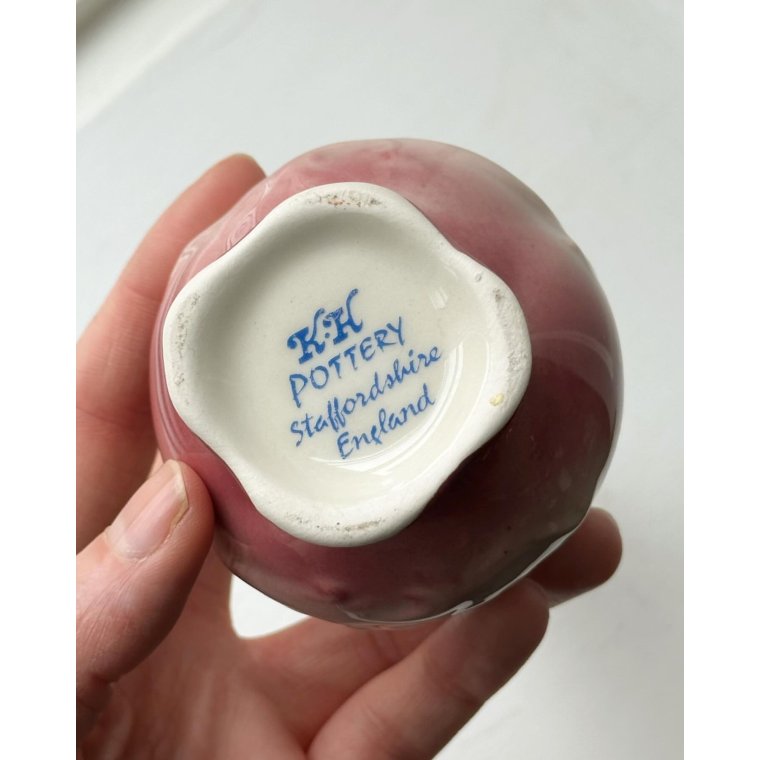 K·H
POTTERY
Staffordshire
England